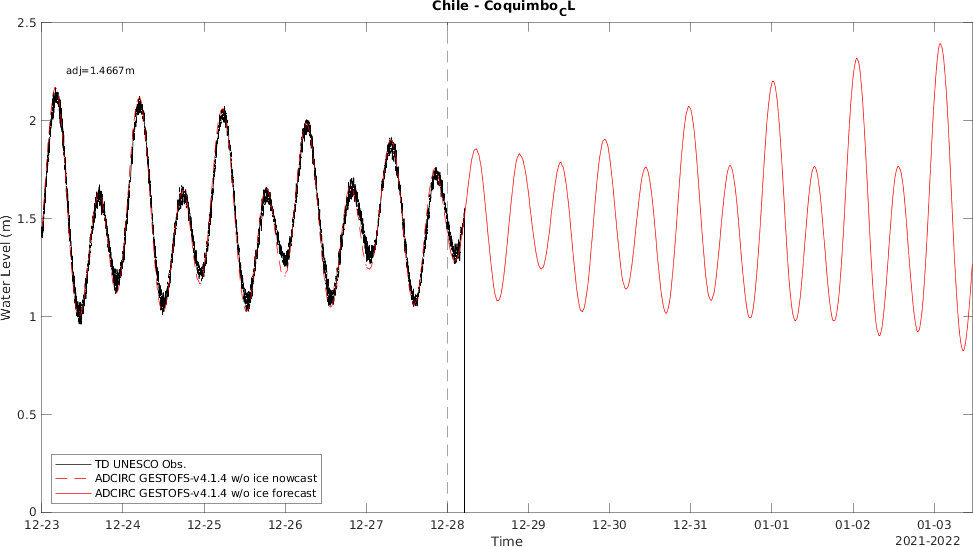 Chile - Coquimbo_CL
2.5
adj=1.4667m
2
1.5
Water Level (m)
1
0.5
TD UNESCO Obs.
ADCIRC GESTOFS-v4.1.4 w/o ice nowcast
ADCIRC GESTOFS-v4.1.4 w/o ice forecast
0
12-23 12-24 12-25 12-26 12-27 12-28 12-29 12-30 12-31 01-01 01-02 01-03
Time
2021-2022